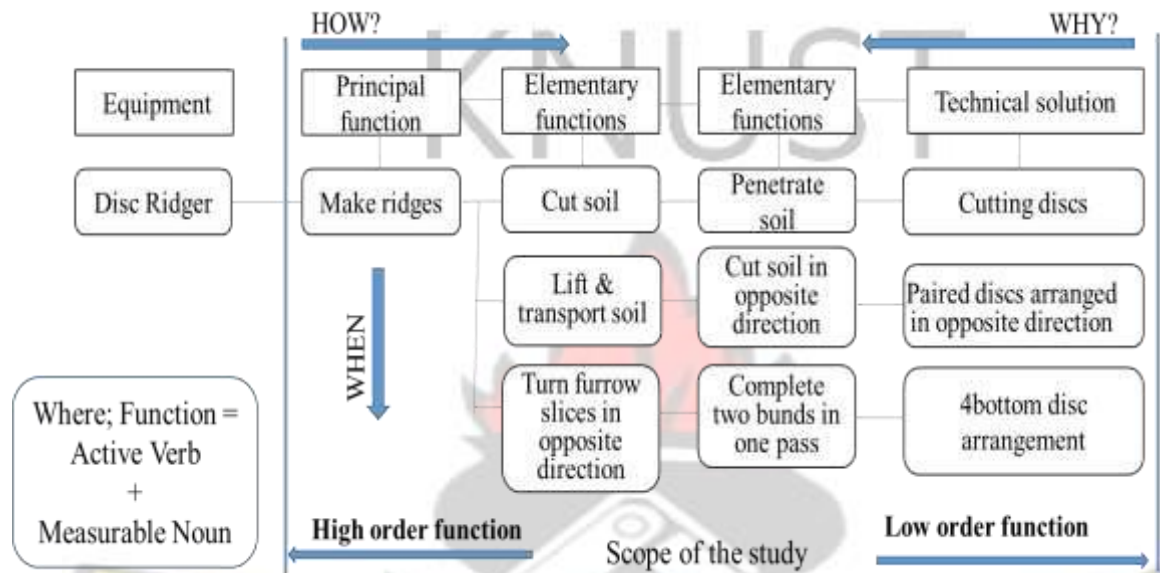 HOW?
WHY?
KNUST
Equipment
Principal
function
Elementary
functions
Elementary
functions
Technical solution
Disc Ridger
Make ridges
Cut soil
Penetrate
soil
Cutting discs
WHEN
Lift &
transport soil
Cut soil in
opposite
direction
Paired discs arranged
in opposite direction
Where; Function =
Active Verb
+
Measurable Noun
Turn furrow
slices in
opposite
direction
Complete
two bunds in
one pass
4bottom disc
arrangement
High order function
Scope of the study
Low order function